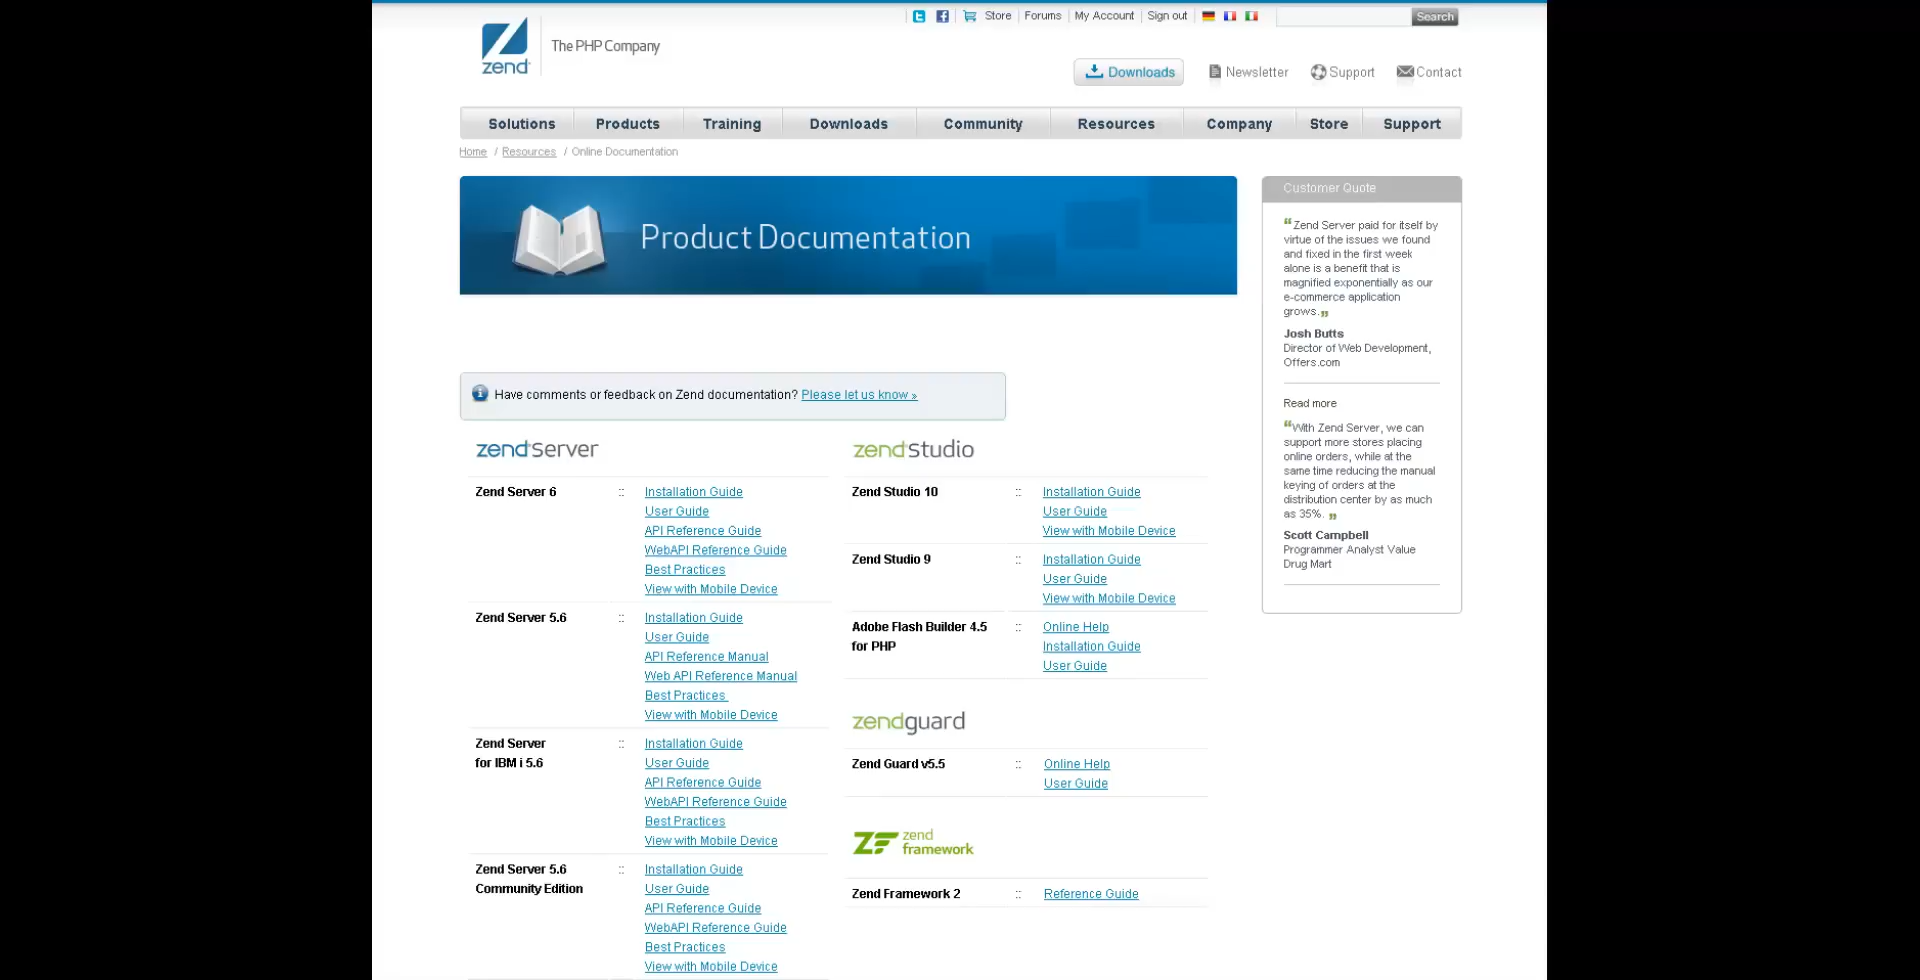 Store Forums My Account Sign out Search
zend The PHP Company
Downloads Newsletter Support Contact
Solutions Products Training Downloads Community Resources Company Store Support
Home / Resources / Online Documentation
Product Documentation
Have comments or feedback on Zend documentation? Please let us know »
zend Server
Zend Server 6 :: Installation Guide
User Guide
API Reference Guide
WebAPI Reference Guide
Best Practices
View with Mobile Device
Zend Server 5.6 :: Installation Guide
User Guide
API Reference Manual
Web API Reference Manual
Best Practices
View with Mobile Device
Zend Server :: Installation Guide
for IBM i 5.6 User Guide
API Reference Guide
WebAPI Reference Guide
Best Practices
View with Mobile Device
Zend Server 5.6 :: Installation Guide
Community Edition User Guide
API Reference Guide
WebAPI Reference Guide
Best Practices
View with Mobile Device
zend Studio
Zend Studio 10 :: Installation Guide
User Guide
View with Mobile Device
Zend Studio 9 :: Installation Guide
User Guide
View with Mobile Device
Adobe Flash Builder 4.5 :: Online Help
for PHP Installation Guide
User Guide
zendguard
Zend Guard v5.5 :: Online Help
User Guide
ZF zend
framework
Zend Framework 2 :: Reference Guide
Customer Quote
“Zend Server paid for itself by
virtue of the issues we found
and fixed in the first week
alone is a benefit that is
magnified exponentially as our
e-commerce application
grows.”
Josh Butts
Director of Web Development,
Offers.com
Read more
“With Zend Server, we can
support more stores placing
online orders, while at the
same time reducing the manual
keying of orders at the
distribution center by as much
as 35%. ”
Scott Campbell
Programmer Analyst Value
Drug Mart